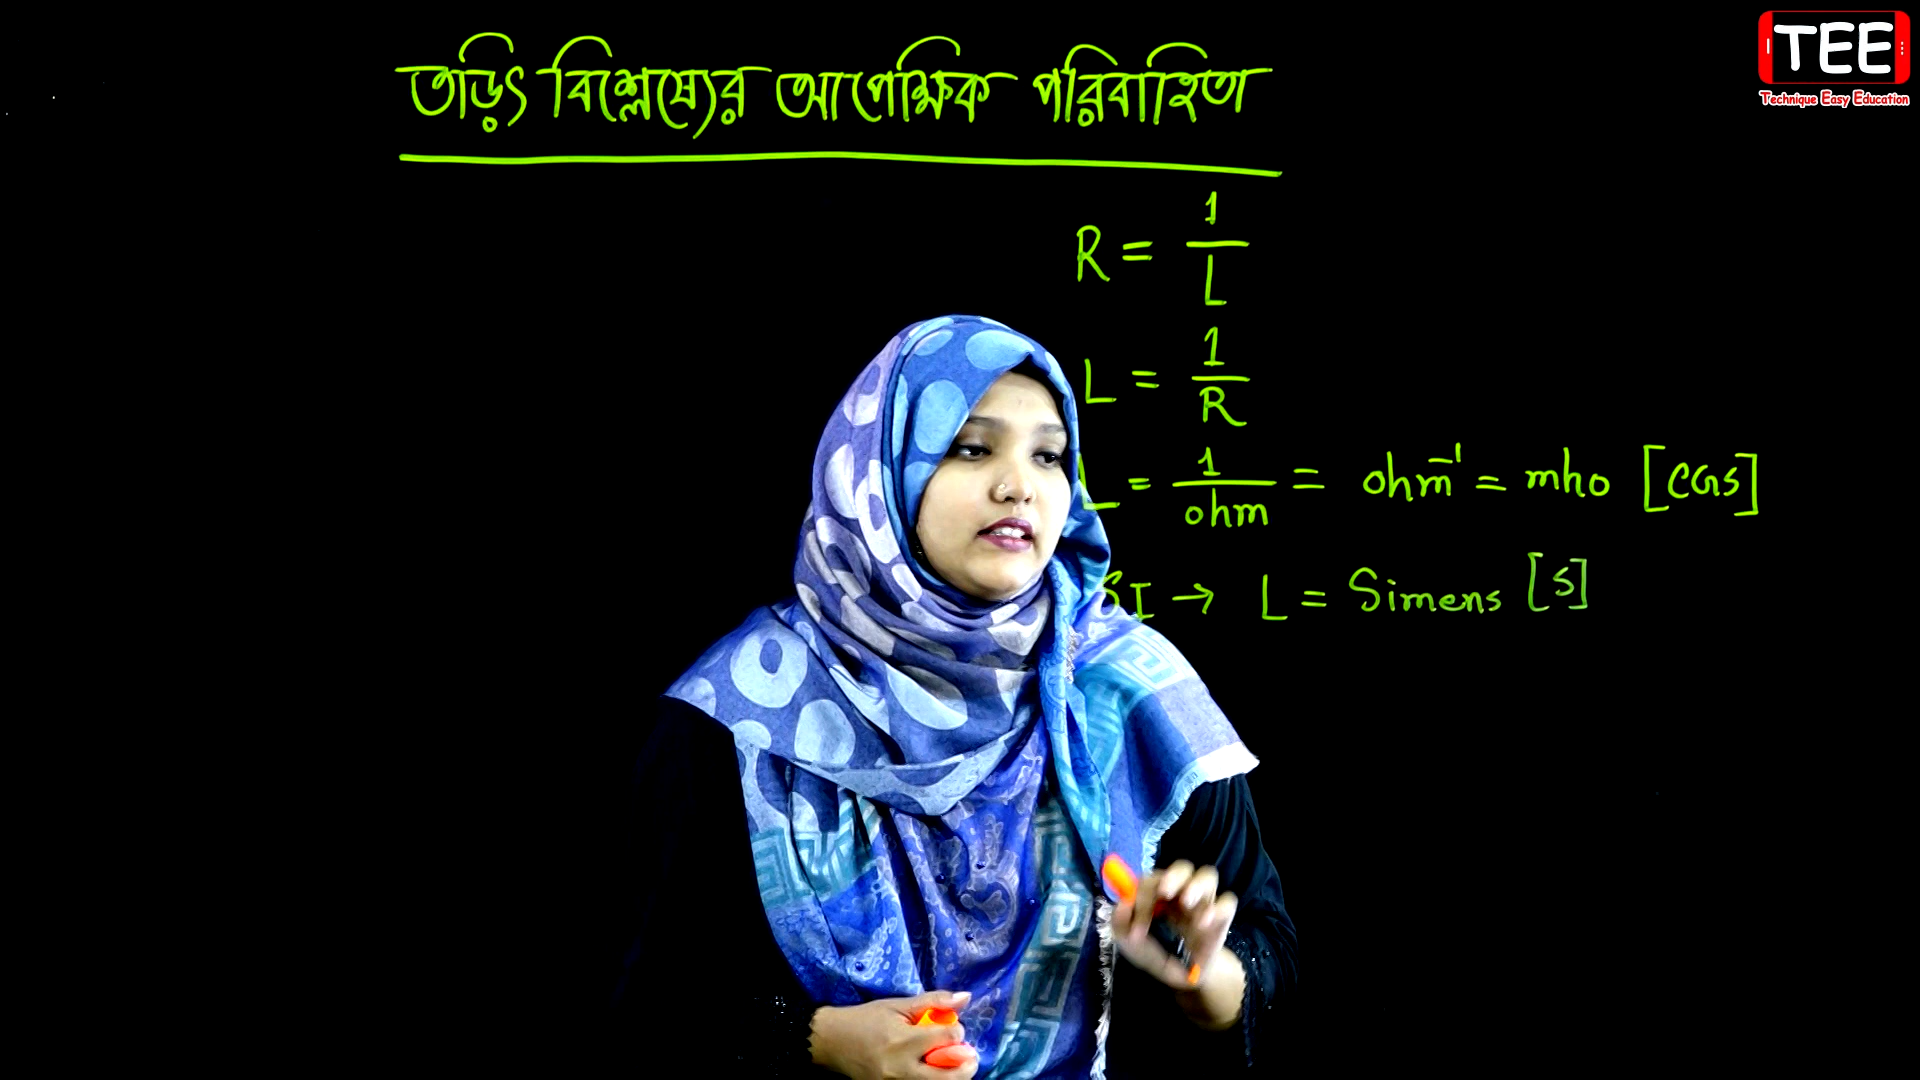 তড়িৎ বিশ্লেষ্যের আপেক্ষিক পরিবাহিতা
TEE
Technique Easy Education
R = 1/L
L = 1/R
L = 1/ohm = ohm⁻¹ = mho [CGS]
SI → L = Simens [S]